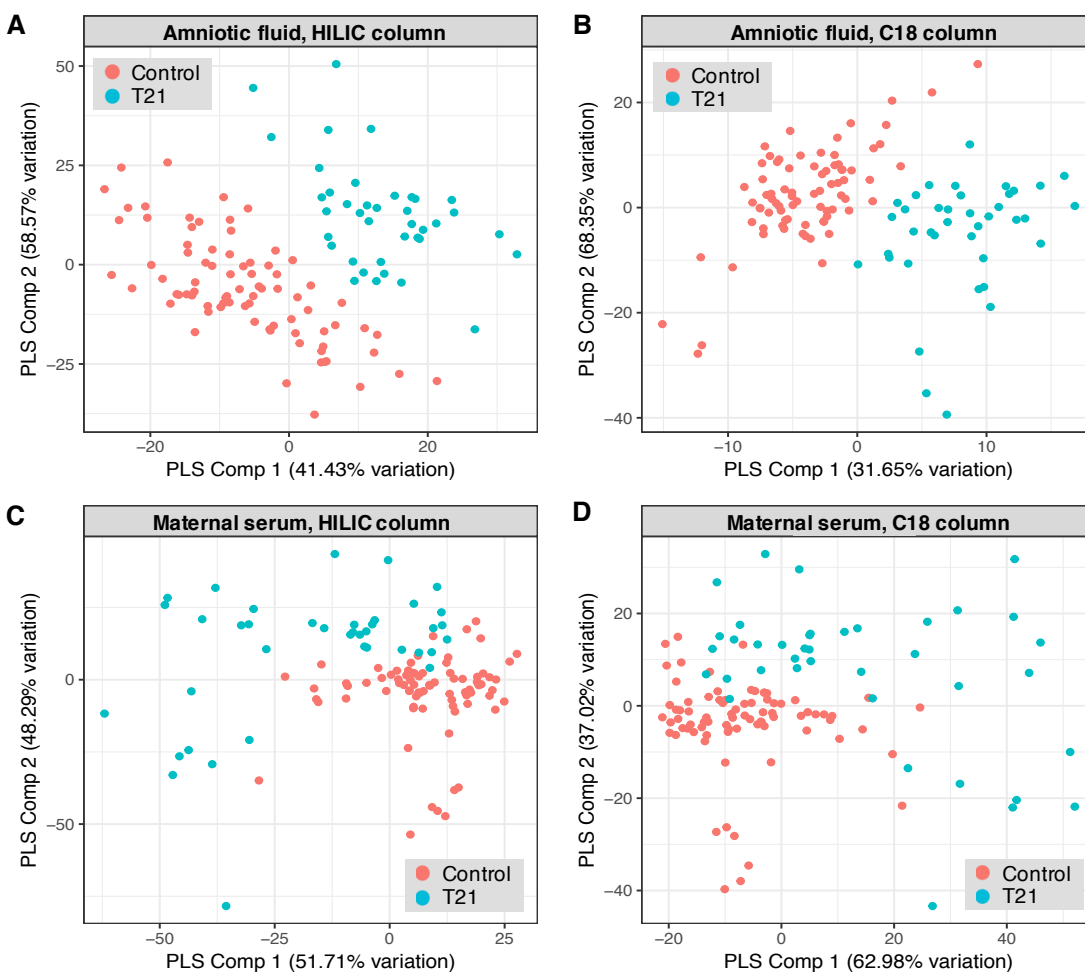 A
Amniotic fluid, HILIC column
Control
T21
50
25
0
−25
−20
0
20
PLS Comp 1 (41.43% variation)
PLS Comp 2 (58.57% variation)
B
Amniotic fluid, C18 column
Control
T21
20
0
−20
−40
−10
0
10
PLS Comp 1 (31.65% variation)
PLS Comp 2 (68.35% variation)
C
Maternal serum, HILIC column
0
−50
−50
−25
0
25
Control
T21
PLS Comp 1 (51.71% variation)
PLS Comp 2 (48.29% variation)
D
Maternal serum, C18 column
20
0
−20
−40
−20
0
20
40
Control
T21
PLS Comp 1 (62.98% variation)
PLS Comp 2 (37.02% variation)